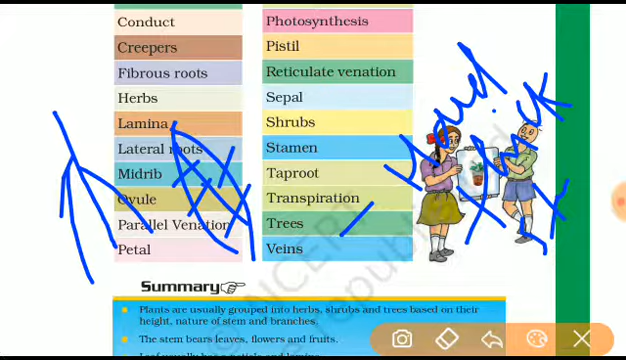 Conduct Photosynthesis
Creepers Pistil
Fibrous roots Reticulate venation
Herbs Sepal
Lamina Shrubs
Lateral roots Stamen
Midrib Taproot
Ovule Transpiration
Parallel Venation Trees
Petal Veins
Summary
Plants are usually grouped into herbs, shrubs and trees based on their
height, nature of stem and branches.
The stem bears leaves, flowers and fruits.